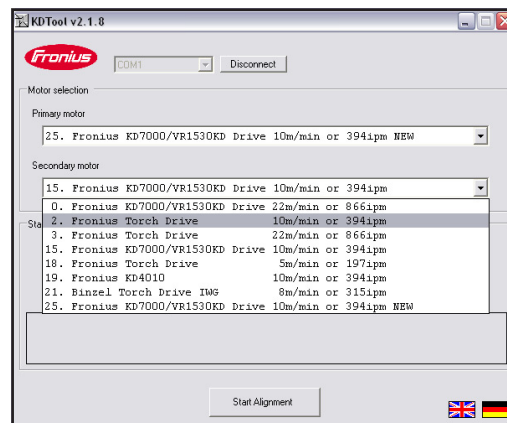 KDTool v2.1.8
Fronius
COM1
Disconnect
Motor selection
Primary motor
25. Fronius KD7000/VR1530KD Drive 10m/min or 394ipm NEW
Secondary motor
15. Fronius KD7000/VR1530KD Drive 10m/min or 394ipm
0. Fronius KD7000/VR1530KD Drive 22m/min or 866ipm
2. Fronius Torch Drive 10m/min or 394ipm
3. Fronius Torch Drive 22m/min or 866ipm
15. Fronius KD7000/VR1530KD Drive 10m/min or 394ipm
18. Fronius Torch Drive 5m/min or 197ipm
19. Fronius KD4010 10m/min or 394ipm
21. Binzel Torch Drive IWG 8m/min or 315ipm
25. Fronius KD7000/VR1530KD Drive 10m/min or 394ipm NEW
Start Alignment